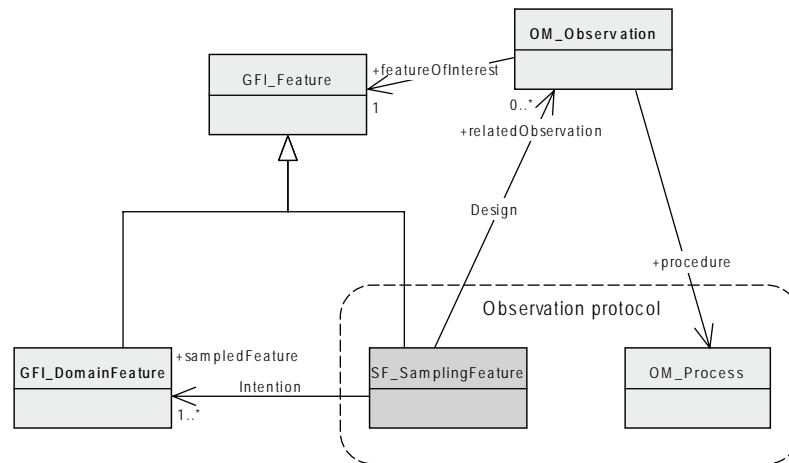 OM_Observation
GFI_Feature
+featureOfInterest
1
0..*
+relatedObservation
Design
+procedure
Observation protocol
GFI_DomainFeature
+sampledFeature
Intention
1..*
SF_SamplingFeature
OM_Process